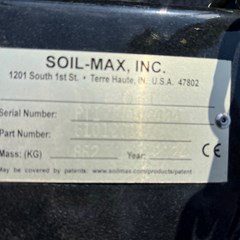 SOIL-MAX, INC.
1201 South 1st St. • Terre Haute, IN, U.S.A. 47802
Serial Number:
Part Number:
Mass: (KG) Year: CE
May be covered by patents: www.soilmax.com/products/patent